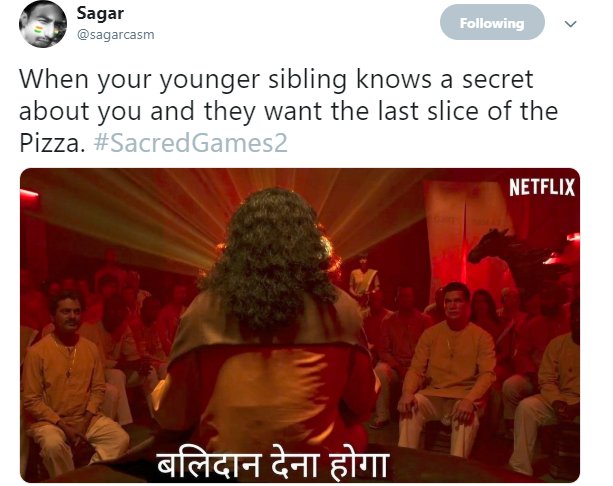 Sagar
@sagarcasm
Following
When your younger sibling knows a secret
about you and they want the last slice of the
Pizza. #SacredGames2
NETFLIX
बलिदान देना होगा